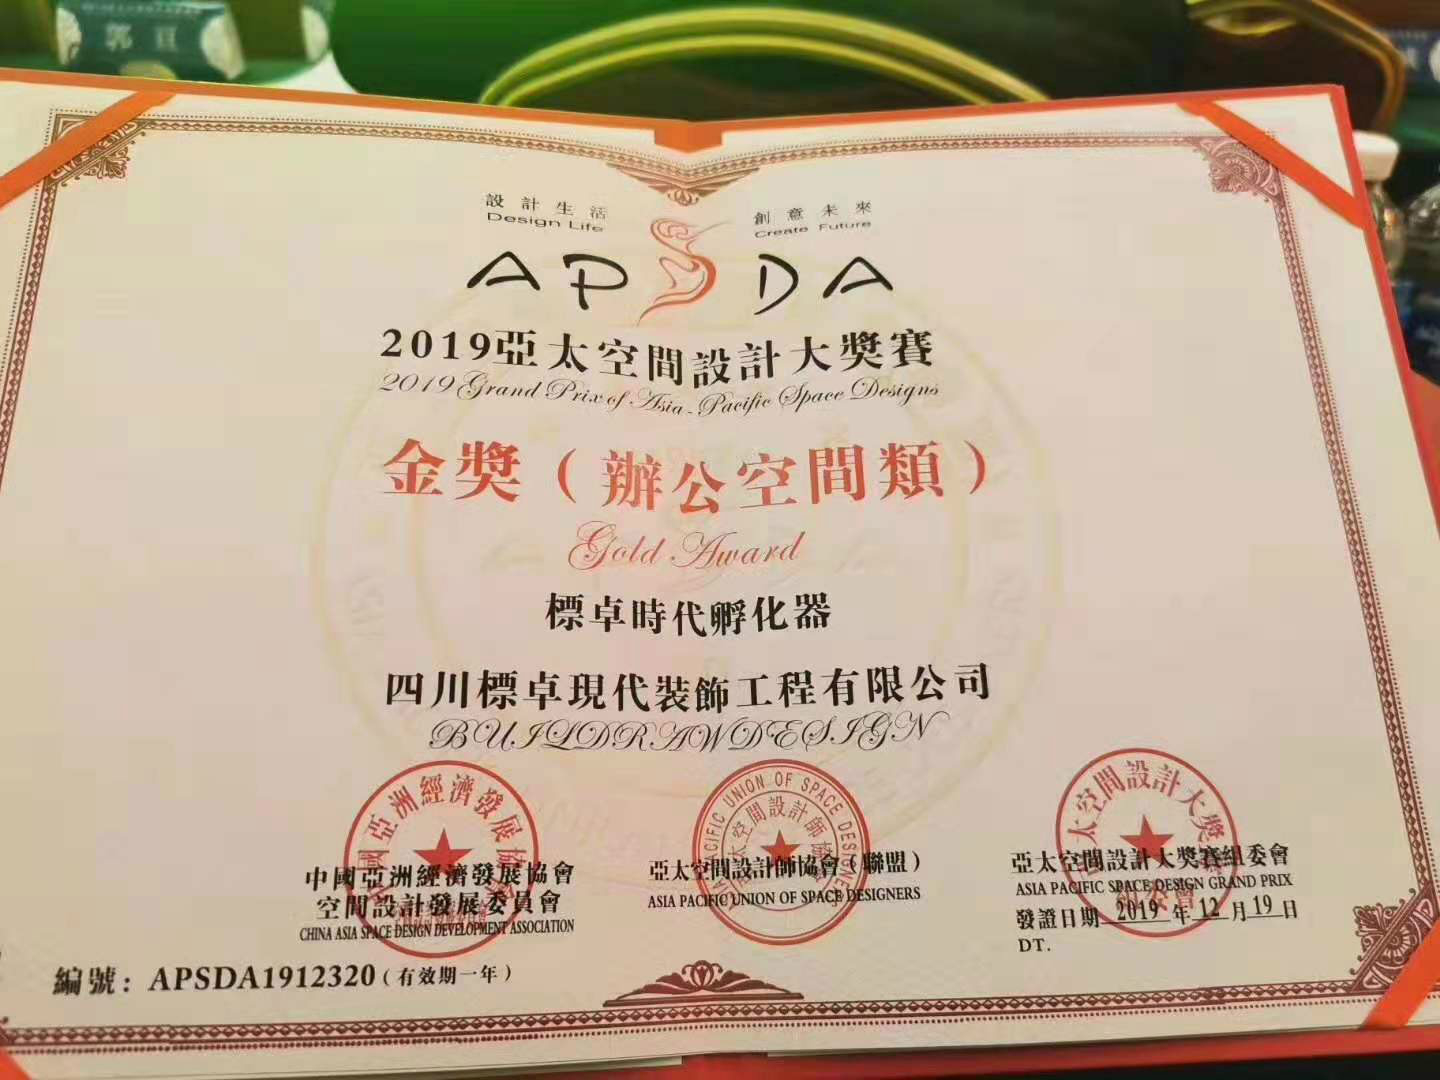 設計生活
Design Life
創意未來
Create Future
APSDA
2019亞太空間設計大獎賽
2019 Grand Prix of Asia-Pacific Space Designs
金獎（辦公空間類）
Gold Award
標卓時代孵化器
四川標卓現代裝飾工程有限公司
BUILDRAWDESIGN
中國亞洲經濟發展協會
空間設計發展委員會
CHINA ASIA SPACE DESIGN DEVELOPMENT ASSOCIATION
亞太空間設計師協會（聯盟）
ASIA PACIFIC UNION OF SPACE DESIGNERS
亞太空間設計大獎賽組委會
ASIA PACIFIC SPACE DESIGN GRAND PRIX
發證日期 2019 年 12 月 19 日
DT.
編號：APSDA1912320（有效期一年）